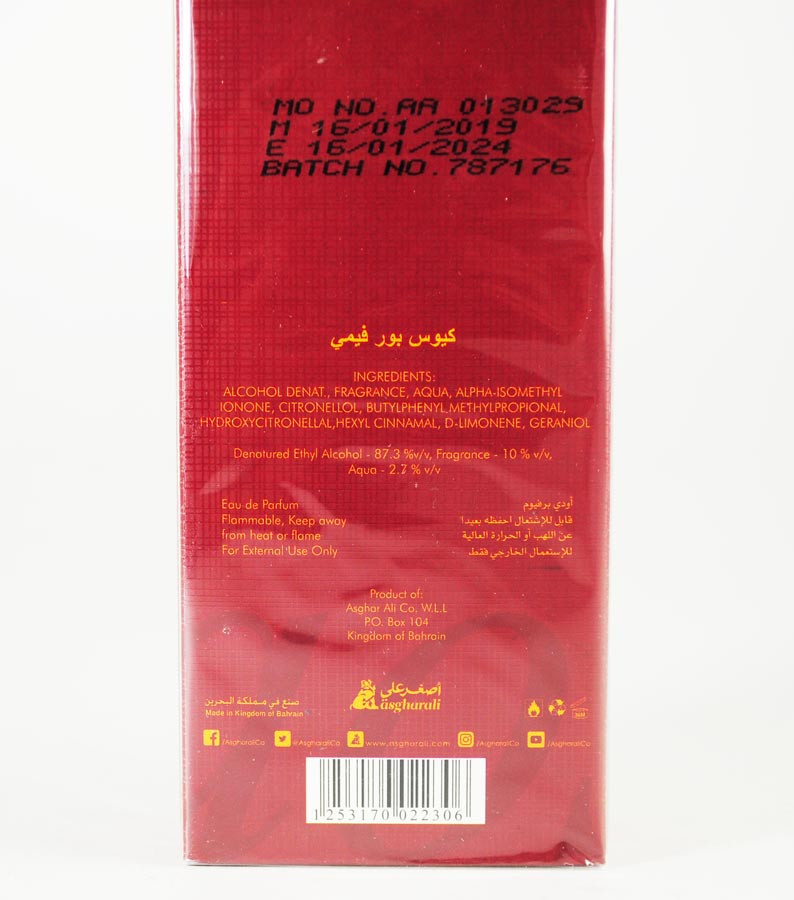 MO NO.AA 013029
M 16/01/2019
E 16/01/2024
BATCH NO.787176
كيوس بور فيمي
INGREDIENTS:
ALCOHOL DENAT., FRAGRANCE, AQUA, ALPHA-ISOMETHYL
IONONE, CITRONELLOL, BUTYLPHENYL METHYLPROPIONAL,
HYDROXYCITRONELLAL,HEXYL CINNAMAL, D-LIMONENE, GERANIOL
Denatured Ethyl Alcohol - 87.3 %v/v, Fragrance - 10 % v/v,
Aqua - 2.7 % v/v
Eau de Parfum
Flammable, Keep away
from heat or flame
For External Use Only
أودي برفيوم
قابل للإشتعال احفظه بعيدا
عن اللهب أو الحرارة العالية
للإستعمال الخارجي فقط
Product of:
Asghar Ali Co. W.L.L
P.O. Box 104
Kingdom of Bahrain
أصغر علي
asgharali
صنع في مملكة البحرين
Made in Kingdom of Bahrain
36M
/AsgharaliCo
@AsgharaliCo
www.asgharali.com
/AsgharaliCo
/AsgharaliCo
1 253170 022306